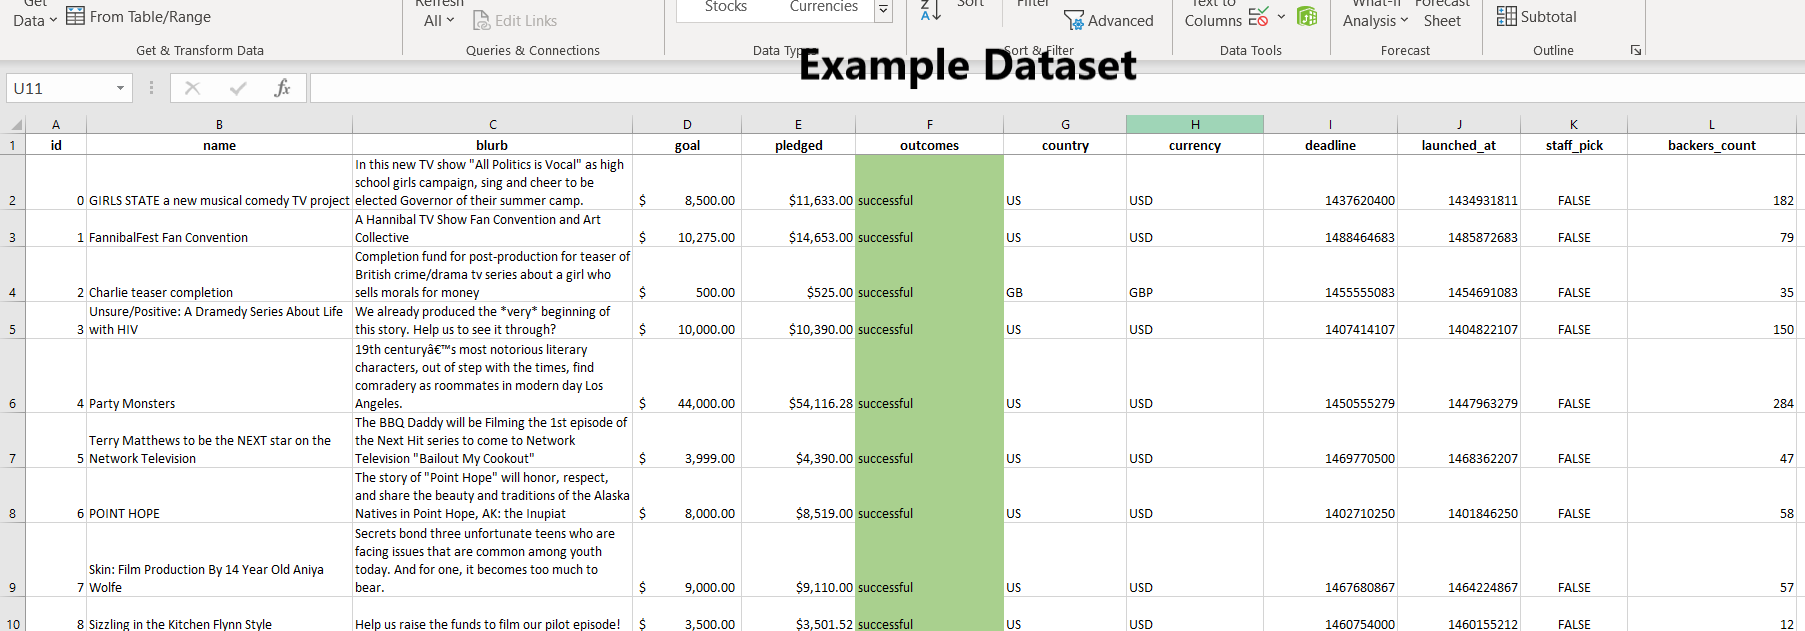 Get
Data
From Table/Range
Get & Transform Data
Refresh
All
Edit Links
Queries & Connections
Stocks
Currencies
Data Types
Z
A
Sort
Filter
Advanced
Sort & Filter
Text to
Columns
Data Tools
What-If
Analysis
Forecast
Sheet
Forecast
Subtotal
Outline
Example Dataset
U11
fx
A B C D E F G H I J K L
1 id name blurb goal pledged outcomes country currency deadline launched_at staff_pick backers_count
In this new TV show "All Politics is Vocal" as high
school girls campaign, sing and cheer to be
2 0 GIRLS STATE a new musical comedy TV project elected Governor of their summer camp. $ 8,500.00 $11,633.00 successful US USD 1437620400 1434931811 FALSE 182
A Hannibal TV Show Fan Convention and Art
3 1 FannibalFest Fan Convention Collective $ 10,275.00 $14,653.00 successful US USD 1488464683 1485872683 FALSE 79
Completion fund for post-production for teaser of
British crime/drama tv series about a girl who
4 2 Charlie teaser completion sells morals for money $ 500.00 $525.00 successful GB GBP 1455555083 1454691083 FALSE 35
Unsure/Positive: A Dramedy Series About Life We already produced the *very* beginning of
5 3 with HIV this story. Help us to see it through? $ 10,000.00 $10,390.00 successful US USD 1407414107 1404822107 FALSE 150
19th centuryâ€™s most notorious literary
characters, out of step with the times, find
comradery as roommates in modern day Los
6 4 Party Monsters Angeles. $ 44,000.00 $54,116.28 successful US USD 1450555279 1447963279 FALSE 284
The BBQ Daddy will be Filming the 1st episode of
Terry Matthews to be the NEXT star on the the Next Hit series to come to Network
7 5 Network Television Television "Bailout My Cookout" $ 3,999.00 $4,390.00 successful US USD 1469770500 1468362207 FALSE 47
The story of "Point Hope" will honor, respect,
and share the beauty and traditions of the Alaska
8 6 POINT HOPE Natives in Point Hope, AK: the Inupiat $ 8,000.00 $8,519.00 successful US USD 1402710250 1401846250 FALSE 58
Secrets bond three unfortunate teens who are
facing issues that are common among youth
Skin: Film Production By 14 Year Old Aniya today. And for one, it becomes too much to
9 7 Wolfe bear. $ 9,000.00 $9,110.00 successful US USD 1467680867 1464224867 FALSE 57
10 8 Sizzling in the Kitchen Flynn Style Help us raise the funds to film our pilot episode! $ 3,500.00 $3,501.52 successful US USD 1460754000 1460155212 FALSE 12